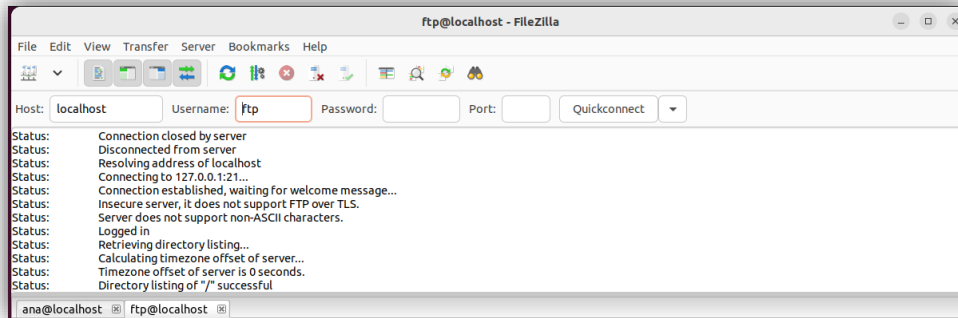 ftp@localhost - FileZilla
File Edit View Transfer Server Bookmarks Help
Host: localhost Username: ftp Password: Port: Quickconnect
Status: Connection closed by server
Status: Disconnected from server
Status: Resolving address of localhost
Status: Connecting to 127.0.0.1:21...
Status: Connection established, waiting for welcome message...
Status: Insecure server, it does not support FTP over TLS.
Status: Server does not support non-ASCII characters.
Status: Logged in
Status: Retrieving directory listing...
Status: Calculating timezone offset of server...
Status: Timezone offset of server is 0 seconds.
Status: Directory listing of "/" successful
ana@localhost ftp@localhost